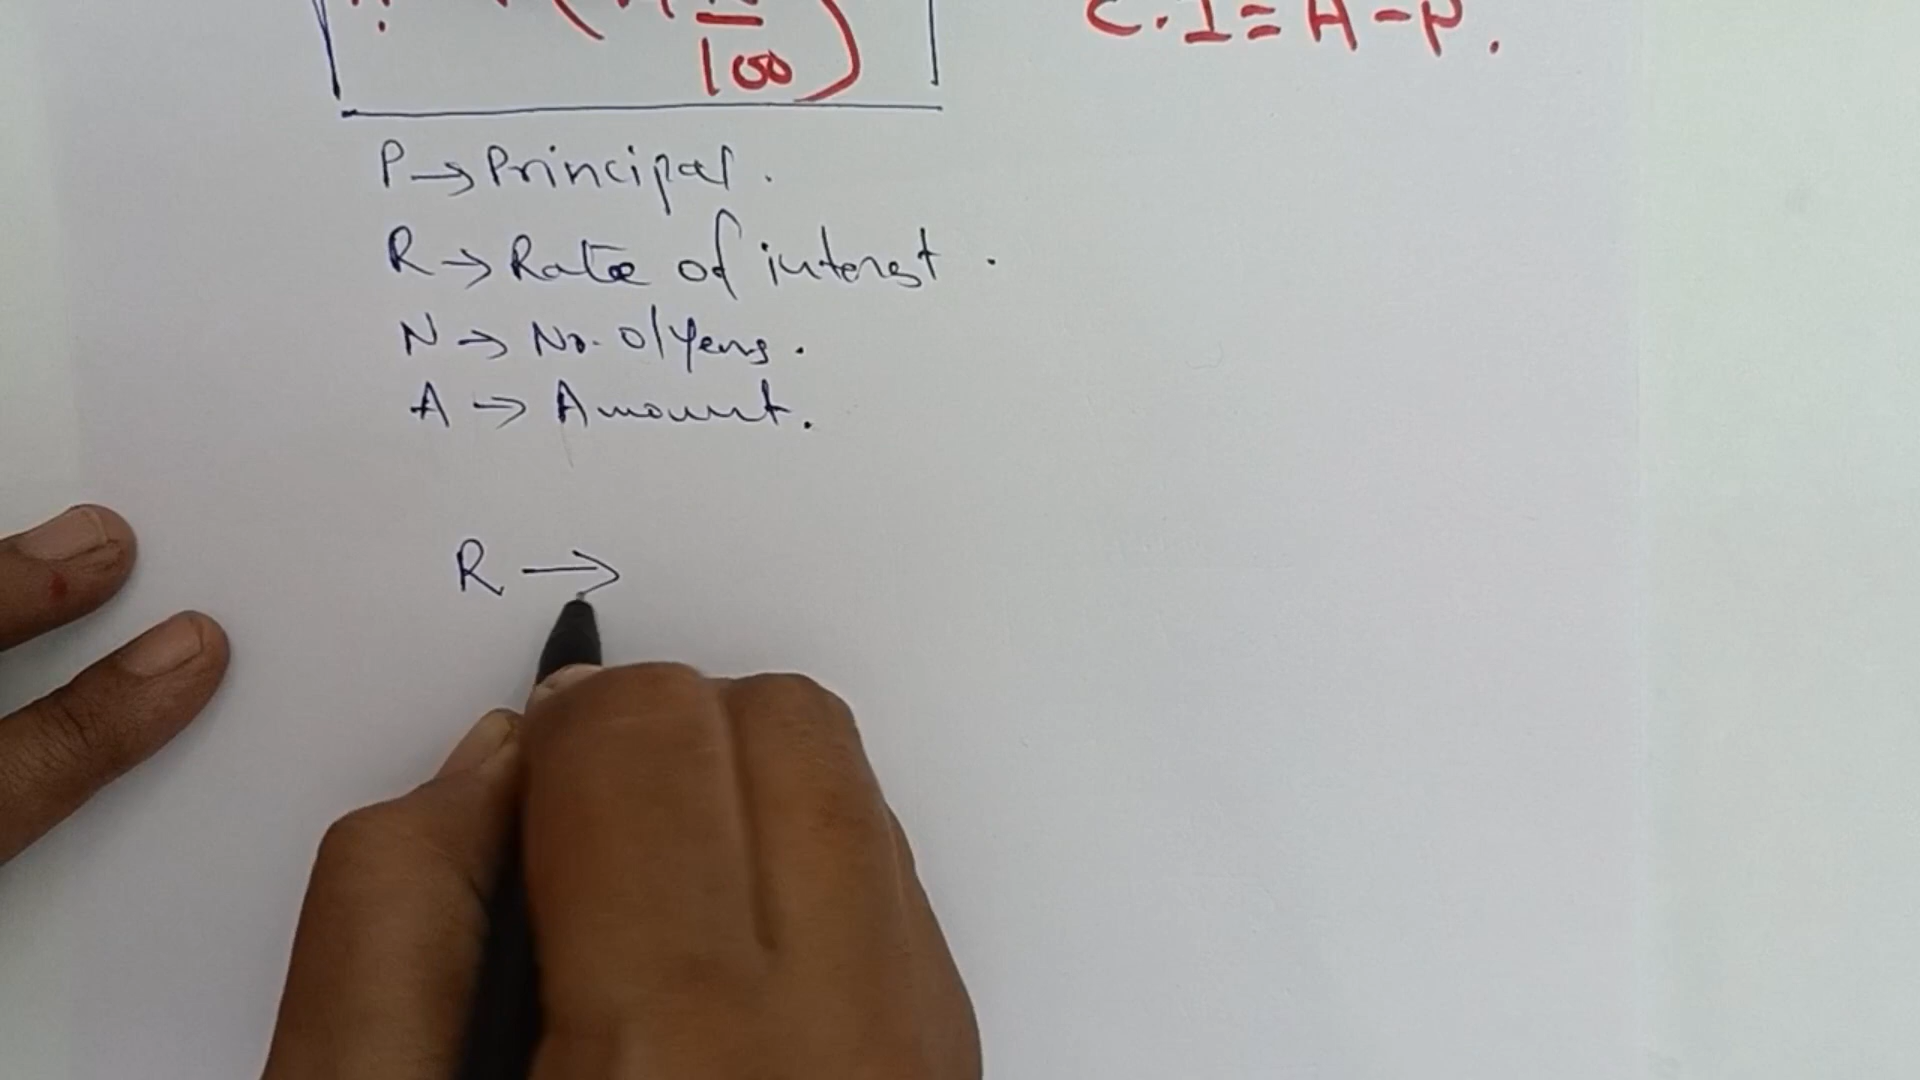 100 )
C.I = A - P.
P → Principal.
R → Rate of interest.
N → No. of Years.
A → Amount.
R →